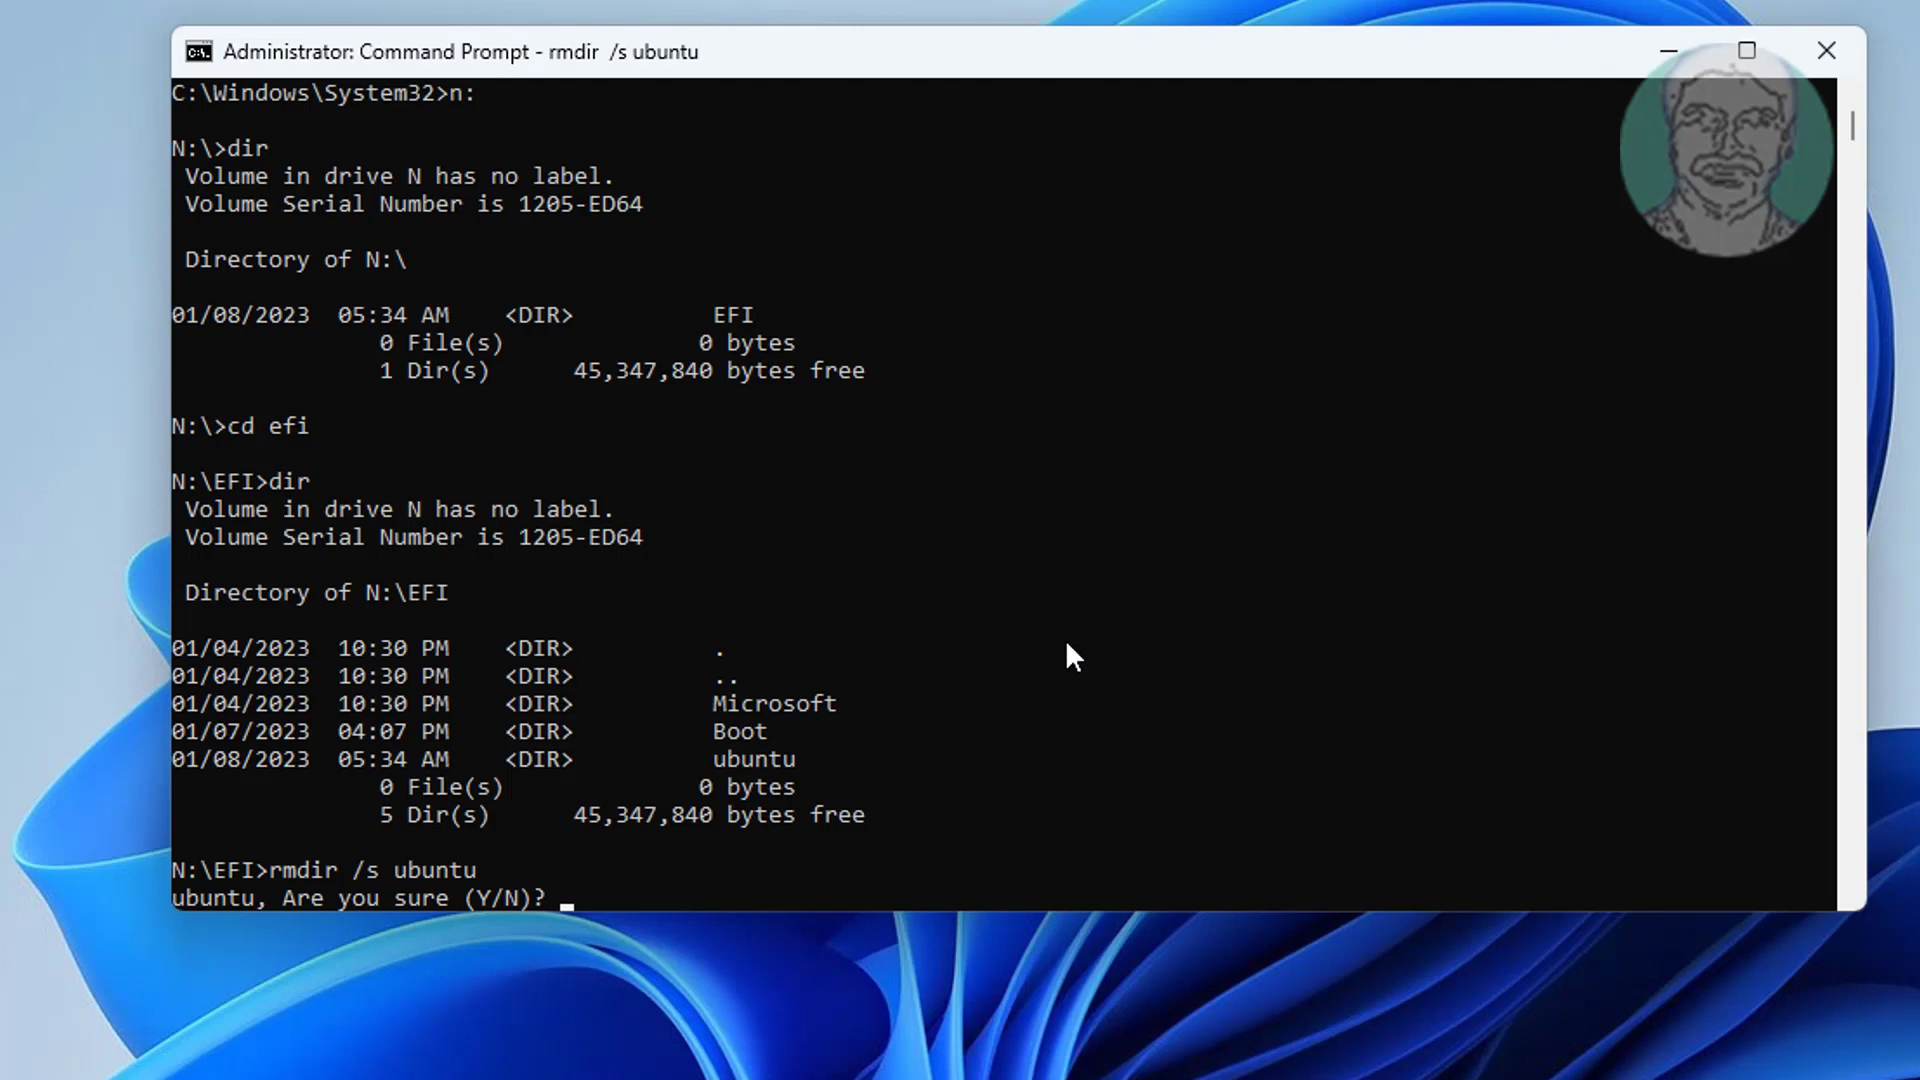 Administrator: Command Prompt - rmdir  /s ubuntu
C:\Windows\System32>n:
N:\>dir
 Volume in drive N has no label.
 Volume Serial Number is 1205-ED64
 Directory of N:\
01/08/2023  05:34 AM    <DIR>          EFI
               0 File(s)              0 bytes
               1 Dir(s)      45,347,840 bytes free
N:\>cd efi
N:\EFI>dir
 Volume in drive N has no label.
 Volume Serial Number is 1205-ED64
 Directory of N:\EFI
01/04/2023  10:30 PM    <DIR>          .
01/04/2023  10:30 PM    <DIR>          ..
01/04/2023  10:30 PM    <DIR>          Microsoft
01/07/2023  04:07 PM    <DIR>          Boot
01/08/2023  05:34 AM    <DIR>          ubuntu
               0 File(s)              0 bytes
               5 Dir(s)      45,347,840 bytes free
N:\EFI>rmdir /s ubuntu
ubuntu, Are you sure (Y/N)?